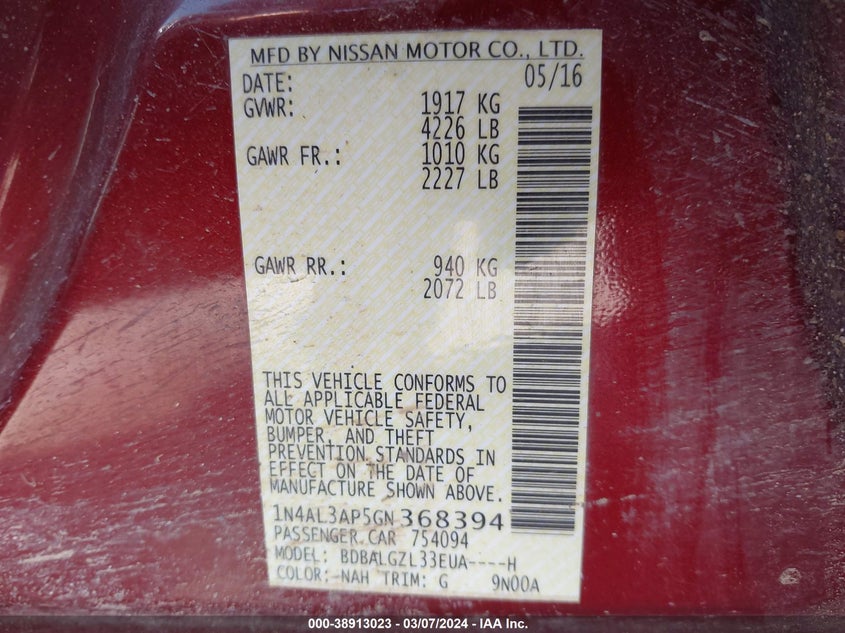 MFD BY NISSAN MOTOR CO., LTD.
DATE: 05/16
GVWR: 1917 KG
4226 LB
GAWR FR.: 1010 KG
2227 LB
GAWR RR.: 940 KG
2072 LB
THIS VEHICLE CONFORMS TO
ALL APPLICABLE FEDERAL
MOTOR VEHICLE SAFETY,
BUMPER, AND THEFT
PREVENTION STANDARDS IN
EFFECT ON THE DATE OF
MANUFACTURE SHOWN ABOVE.
1N4AL3AP5GN368394
PASSENGER CAR 754094
MODEL: BDBALGZL33EUA----H
COLOR: NAH TRIM: G 9N00A
000-38913023 - 03/07/2024 - IAA Inc.